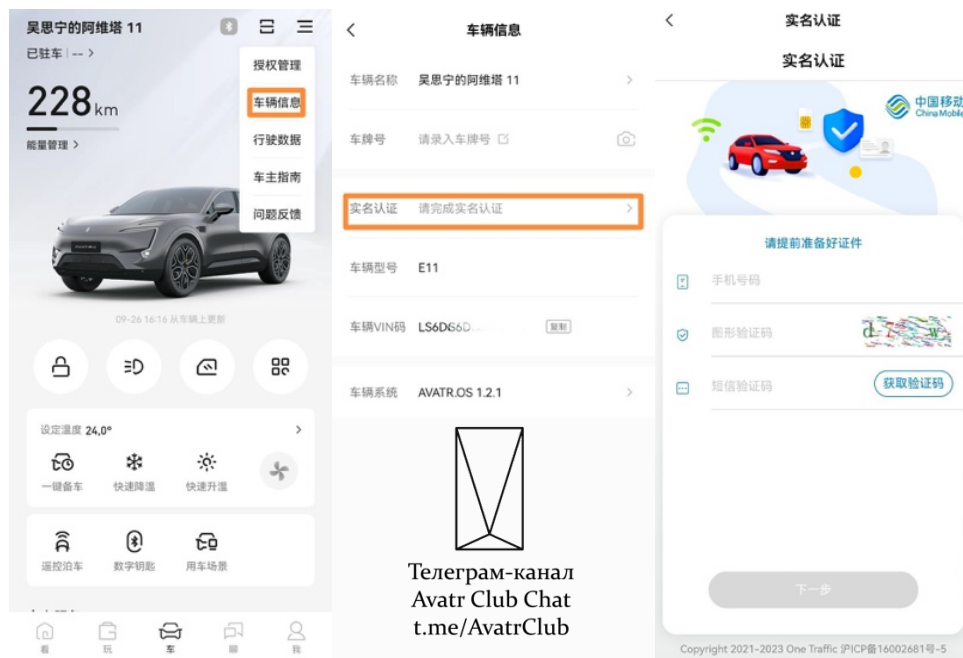 吴思宁的阿维塔 11
已驻车 | -- >
228 km
能量管理 >
授权管理
车辆信息
行驶数据
车主指南
问题反馈
09-26 16:16 从车辆上更新
设定温度 24,0°
一键备车
快速降温
快速升温
遥控泊车
数字钥匙
用车场景
看
玩
车
聊
我
车辆信息
车辆名称 吴思宁的阿维塔 11
车牌号 请录入车牌号
实名认证 请完成实名认证
车辆型号 E11
车辆VIN码 LS6DG6D 复制
车辆系统 AVATR.OS 1.2.1
Телеграм-канал
Avatr Club Chat
t.me/AvatrClub
实名认证
实名认证
中国移动
China Mobile
请提前准备好证件
手机号码
图形验证码
短信验证码 获取验证码
下一步
Copyright 2021-2023 One Traffic 沪ICP备16002681号-5